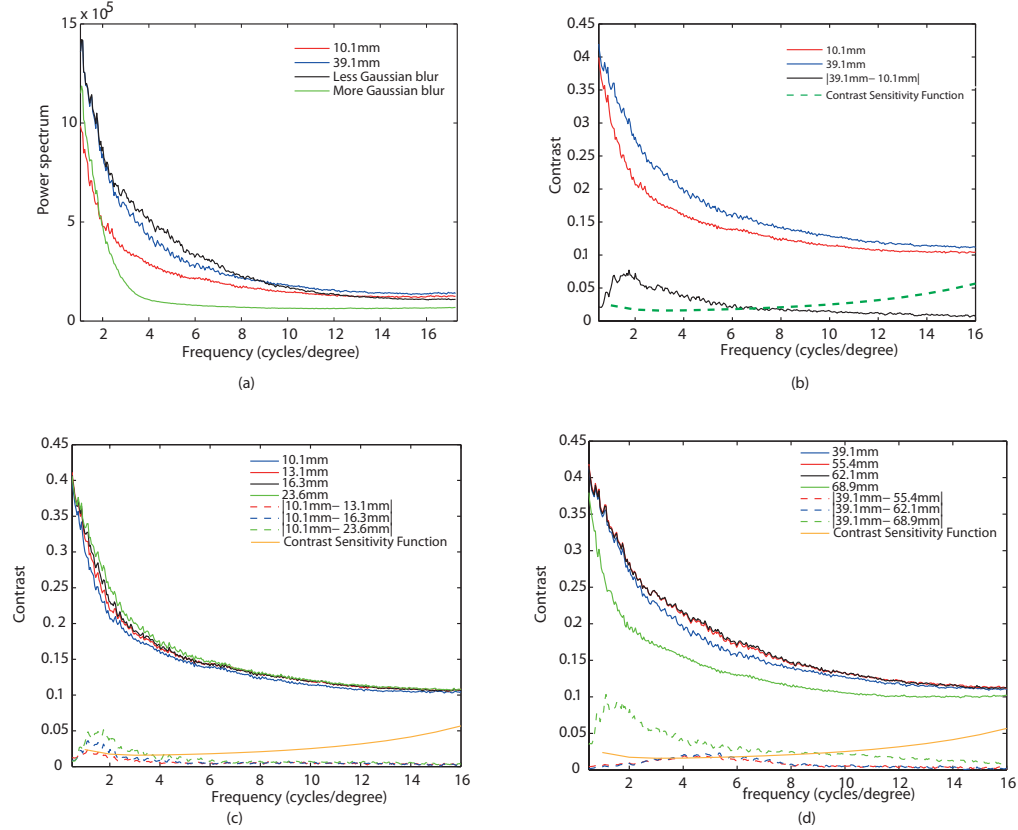 15 x 10^5
10
5
0
2 4 6 8 10 12 14 16
Power spectrum
Frequency (cycles/degree)
10.1mm
39.1mm
Less Gaussian blur
More Gaussian blur
(a)
0.45
04
0.35
0.3
0.25
0.2
0.15
0.1
0.05
0
2 4 6 8 10 12 14 16
Contrast
Frequency (cycles/degree)
10.1mm
39.1mm
|39.1mm− 10.1mm|
Contrast Sensitivity Function
(b)
0.45
0.4
0.35
0.3
0.25
0.2
0.15
0.1
0.05
0
2 4 6 8 10 12 14 16
Contrast
Frequency (cycles/degree)
10.1mm
13.1mm
16.3mm
23.6mm
|10.1mm− 13.1mm|
|10.1mm− 16.3mm|
|10.1mm− 23.6mm|
Contrast Sensitivity Function
(c)
0.45
0.4
0.35
0.3
0.25
0.2
0.15
0.1
0.05
0
2 4 6 8 10 12 14 16
Contrast
frequency (cycles/degree)
39.1mm
55.4mm
62.1mm
68.9mm
|39.1mm− 55.4mm|
|39.1mm− 62.1mm|
|39.1mm− 68.9mm|
Contrast Sensitivity Function
(d)